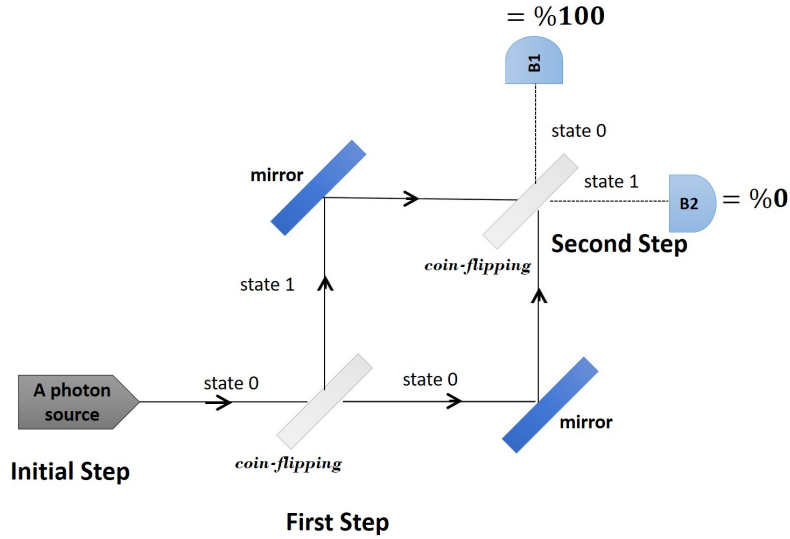 = %100
B1
state 0
mirror
state 1
B2
= %0
Second Step
coin-flipping
state 1
A photon
source
state 0
state 0
mirror
coin-flipping
Initial Step
First Step